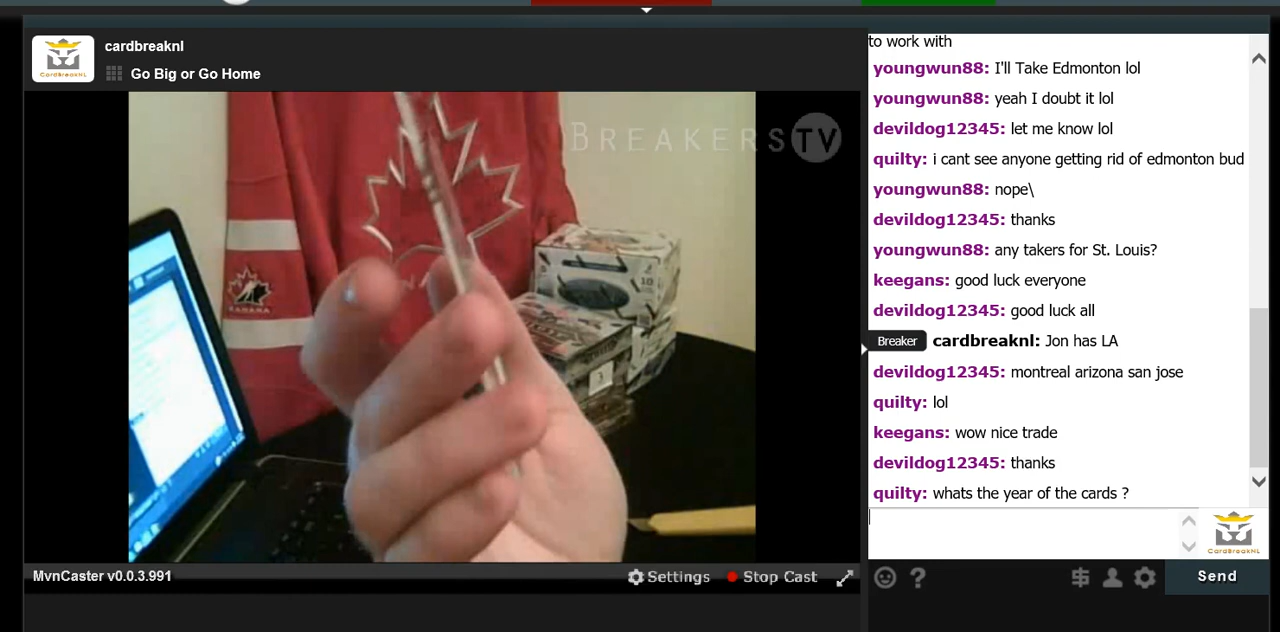 cardbreaknl
CardBreakNL
Go Big or Go Home
BREAKERSTV
CANADA
10
3
to work with
youngwun88: I'll Take Edmonton lol
youngwun88: yeah I doubt it lol
devildog12345: let me know lol
quilty: i cant see anyone getting rid of edmonton bud
youngwun88: nope\
devildog12345: thanks
youngwun88: any takers for St. Louis?
keegans: good luck everyone
devildog12345: good luck all
Breaker cardbreaknl: Jon has LA
devildog12345: montreal arizona san jose
quilty: lol
keegans: wow nice trade
devildog12345: thanks
quilty: whats the year of the cards ?
CardBreakNL
MvnCaster v0.0.3.991
Settings
Stop Cast
?
Send